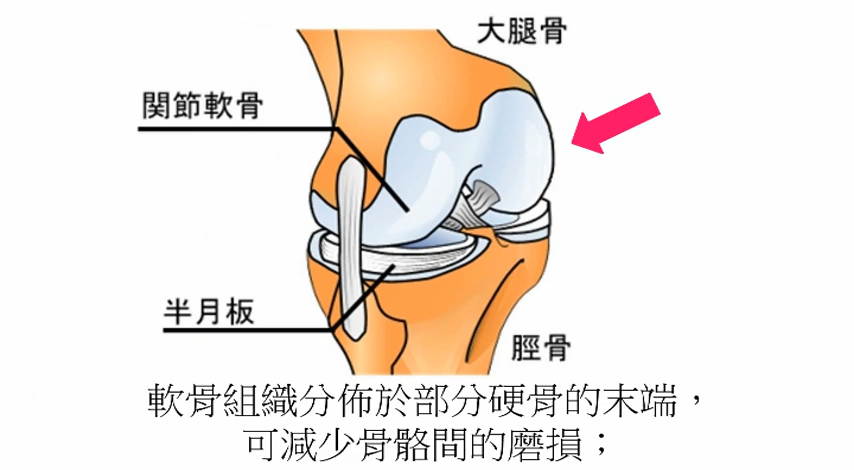 大腿骨
関節軟骨
半月板
脛骨
軟骨組織分佈於部分硬骨的末端，
可減少骨骼間的磨損；